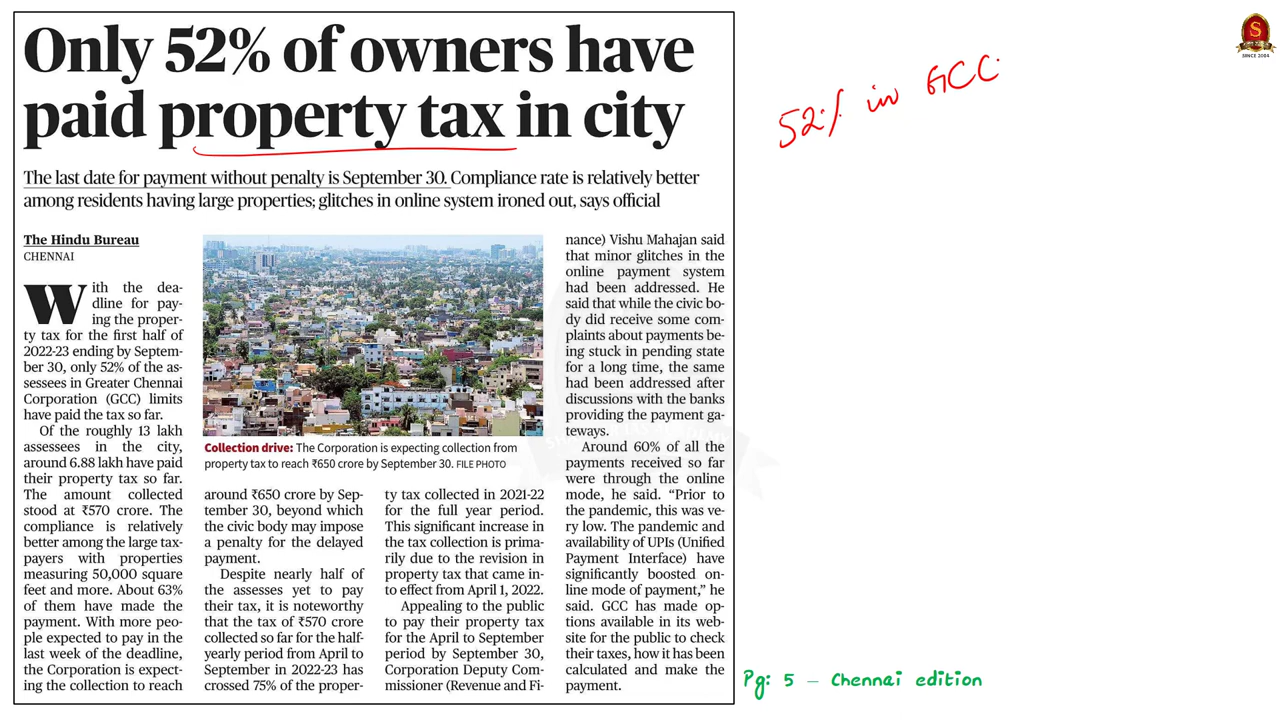 Only 52% of owners have
paid property tax in city
The last date for payment without penalty is September 30. Compliance rate is relatively better
among residents having large properties; glitches in online system ironed out, says official
The Hindu Bureau
CHENNAI
With the dea-
dline for pay-
ing the proper-
ty tax for the first half of
2022-23 ending by Septem-
ber 30, only 52% of the as-
sessees in Greater Chennai
Corporation (GCC) limits
have paid the tax so far.
Of the roughly 13 lakh
assessees in the city,
around 6.88 lakh have paid
their property tax so far.
The amount collected
stood at ₹570 crore. The
compliance is relatively
better among the large tax-
payers with properties
measuring 50,000 square
feet and more. About 63%
of them have made the
payment. With more peo-
ple expected to pay in the
last week of the deadline,
the Corporation is expect-
ing the collection to reach
Collection drive: The Corporation is expecting collection from
property tax to reach ₹650 crore by September 30. FILE PHOTO
around ₹650 crore by Sep-
tember 30, beyond which
the civic body may impose
a penalty for the delayed
payment.
Despite nearly half of
the assesses yet to pay
their tax, it is noteworthy
that the tax of ₹570 crore
collected so far for the half-
yearly period from April to
September in 2022-23 has
crossed 75% of the proper-
ty tax collected in 2021-22
for the full year period.
This significant increase in
the tax collection is prima-
rily due to the revision in
property tax that came in-
to effect from April 1, 2022.
Appealing to the public
to pay their property tax
for the April to September
period by September 30,
Corporation Deputy Com-
missioner (Revenue and Fi-
nance) Vishu Mahajan said
that minor glitches in the
online payment system
had been addressed. He
said that while the civic bo-
dy did receive some com-
plaints about payments be-
ing stuck in pending state
for a long time, the same
had been addressed after
discussions with the banks
providing the payment ga-
teways.
Around 60% of all the
payments received so far
were through the online
mode, he said. “Prior to
the pandemic, this was ve-
ry low. The pandemic and
availability of UPIs (Unified
Payment Interface) have
significantly boosted on-
line mode of payment,” he
said. GCC has made op-
tions available in its web-
site for the public to check
their taxes, how it has been
calculated and make the
payment.
52% in GCC
S
SINCE 2004
Pg: 5 – Chennai edition